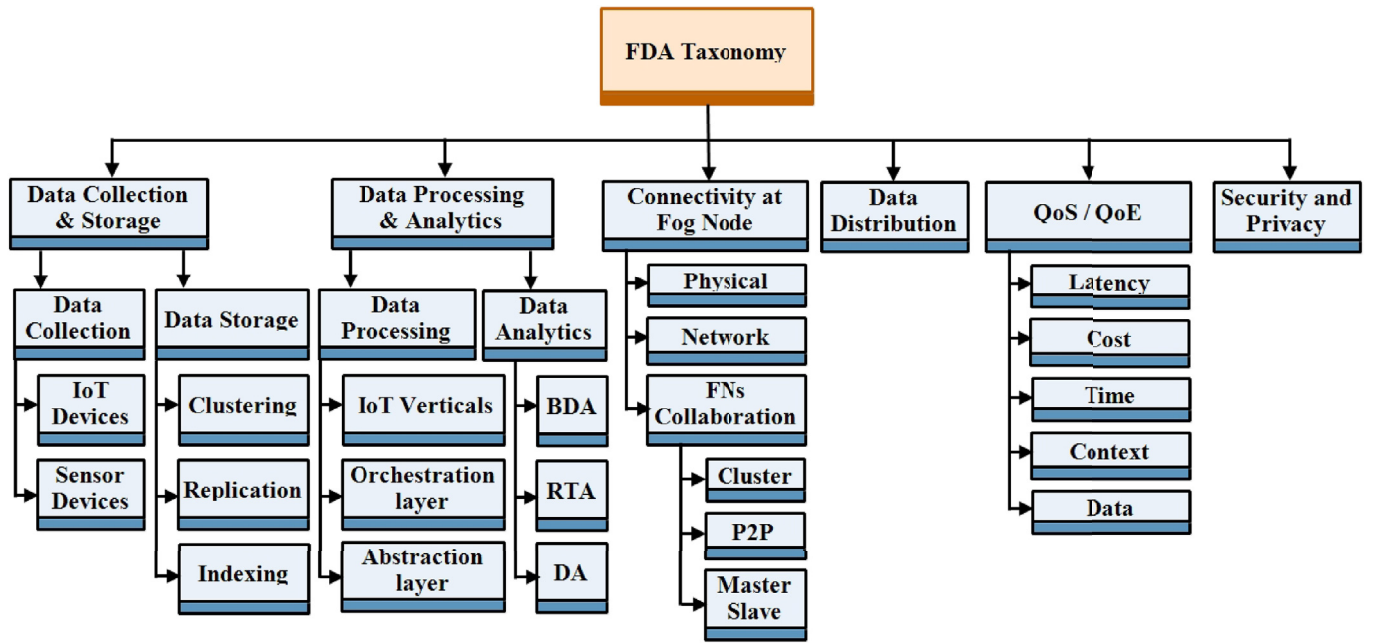 FDA Taxonomy
Data Collection
& Storage
Data Processing
& Analytics
Connectivity at
Fog Node
Data
Distribution
QoS / QoE
Security and
Privacy
Data
Collection
Data Storage
Data
Processing
Data
Analytics
IoT
Devices
Sensor
Devices
Clustering
Replication
Indexing
IoT Verticals
Orchestration
layer
Abstraction
layer
BDA
RTA
DA
Physical
Network
FNs
Collaboration
Cluster
P2P
Master
Slave
Latency
Cost
Time
Context
Data